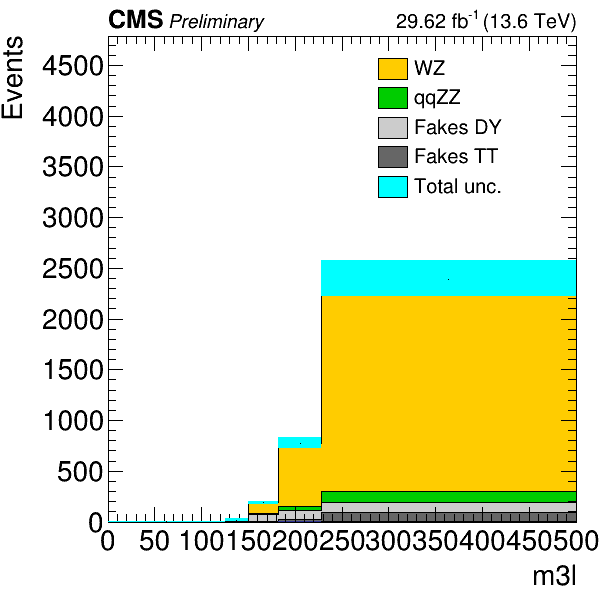 CMS Preliminary 29.62 fb-1 (13.6 TeV)
Events
4500
4000
3500
3000
2500
2000
1500
1000
500
0
WZ
qqZZ
Fakes DY
Fakes TT
Total unc.
0 50 100 150 200 250 300 350 400 450 500
m3l